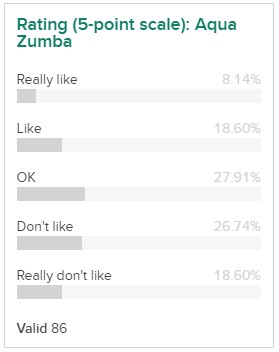 Rating (5-point scale): Aqua
Zumba
Really like 8.14%
Like 18.60%
OK 27.91%
Don't like 26.74%
Really don't like 18.60%
Valid 86